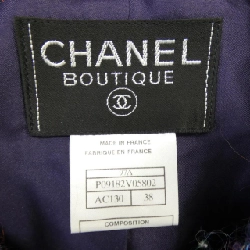 CHANEL
BOUTIQUE
MADE IN FRANCE
FABRIQUE EN FRANCE
P09182V05802
AC130 38
COMPOSITION